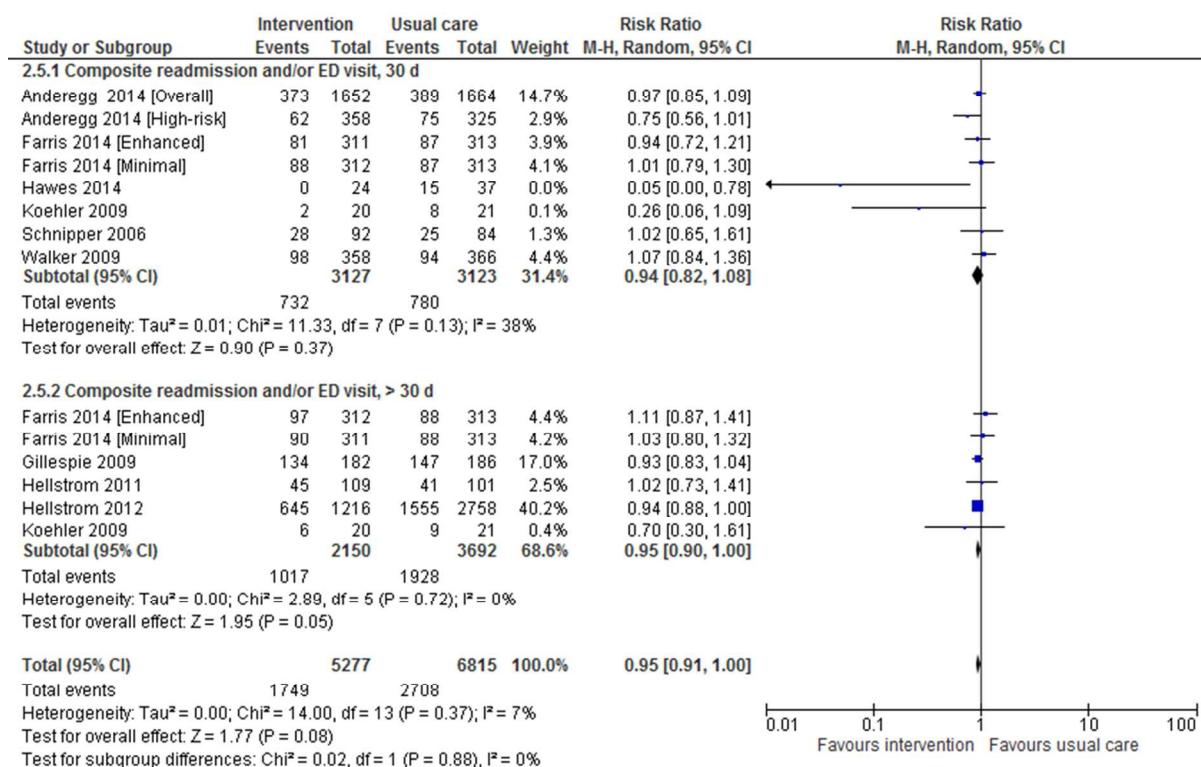 Intervention Usual care Risk Ratio Risk Ratio
Study or Subgroup Events Total Events Total Weight M-H, Random, 95% CI M-H, Random, 95% CI
2.5.1 Composite readmission and/or ED visit, 30 d
Anderegg 2014 [Overall] 373 1652 389 1664 14.7% 0.97 [0.85, 1.09]
Anderegg 2014 [High-risk] 62 358 75 325 2.9% 0.75 [0.56, 1.01]
Farris 2014 [Enhanced] 81 311 87 313 3.9% 0.94 [0.72, 1.21]
Farris 2014 [Minimal] 88 312 87 313 4.1% 1.01 [0.79, 1.30]
Hawes 2014 0 24 15 37 0.0% 0.05 [0.00, 0.78]
Koehler 2009 2 20 8 21 0.1% 0.26 [0.06, 1.09]
Schnipper 2006 28 92 25 84 1.3% 1.02 [0.65, 1.61]
Walker 2009 98 358 94 366 4.4% 1.07 [0.84, 1.36]
Subtotal (95% CI) 3127 3123 31.4% 0.94 [0.82, 1.08]
Total events 732 780
Heterogeneity: Tau² = 0.01; Chi² = 11.33, df = 7 (P = 0.13); I² = 38%
Test for overall effect: Z = 0.90 (P = 0.37)
2.5.2 Composite readmission and/or ED visit, > 30 d
Farris 2014 [Enhanced] 97 312 88 313 4.4% 1.11 [0.87, 1.41]
Farris 2014 [Minimal] 90 311 88 313 4.2% 1.03 [0.80, 1.32]
Gillespie 2009 134 182 147 186 17.0% 0.93 [0.83, 1.04]
Hellstrom 2011 45 109 41 101 2.5% 1.02 [0.73, 1.41]
Hellstrom 2012 645 1216 1555 2758 40.2% 0.94 [0.88, 1.00]
Koehler 2009 6 20 9 21 0.4% 0.70 [0.30, 1.61]
Subtotal (95% CI) 2150 3692 68.6% 0.95 [0.90, 1.00]
Total events 1017 1928
Heterogeneity: Tau² = 0.00; Chi² = 2.89, df = 5 (P = 0.72); I² = 0%
Test for overall effect: Z = 1.95 (P = 0.05)
Total (95% CI) 5277 6815 100.0% 0.95 [0.91, 1.00]
Total events 1749 2708
Heterogeneity: Tau² = 0.00; Chi² = 14.00, df = 13 (P = 0.37); I² = 7%
Test for overall effect: Z = 1.77 (P = 0.08)
Test for subgroup differences: Chi² = 0.02, df = 1 (P = 0.88), I² = 0%
0.01 0.1 1 10 100
Favours intervention Favours usual care